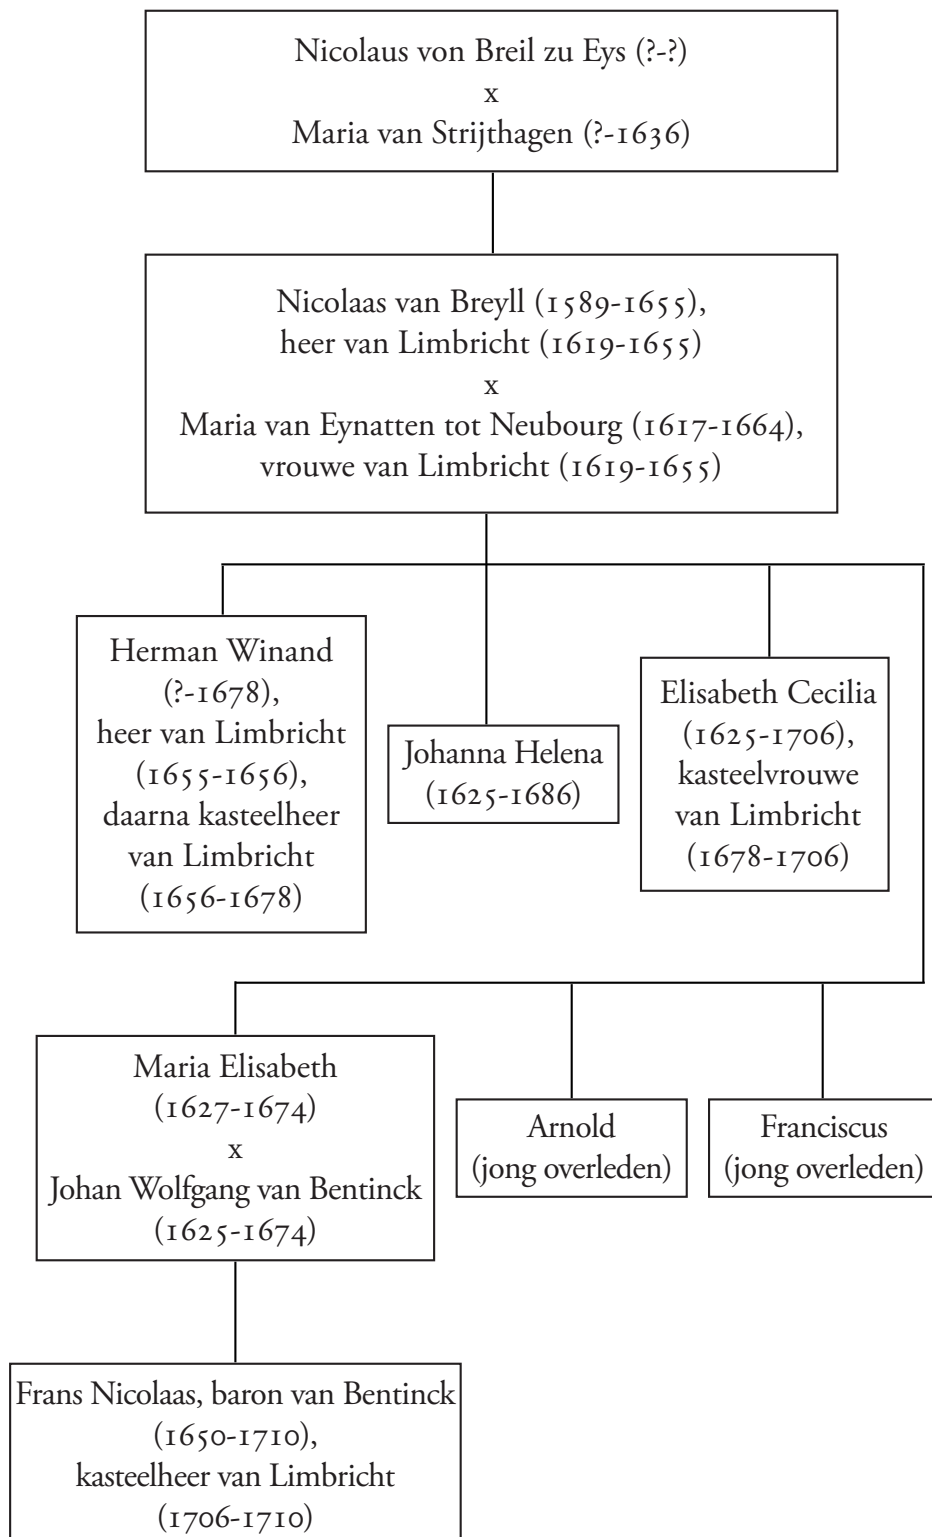 Nicolaus von Breil zu Eys (?-?)
x
Maria van Strijthagen (?-1636)
Nicolaas van Breyll (1589-1655),
heer van Limbricht (1619-1655)
x
Maria van Eynatten tot Neubourg (1617-1664),
vrouwe van Limbricht (1619-1655)
Herman Winand
(?-1678),
heer van Limbricht
(1655-1656),
daarna kasteelheer
van Limbricht
(1656-1678)
Johanna Helena
(1625-1686)
Elisabeth Cecilia
(1625-1706),
kasteelvrouwe
van Limbricht
(1678-1706)
Maria Elisabeth
(1627-1674)
x
Johan Wolfgang van Bentinck
(1625-1674)
Arnold
(jong overleden)
Franciscus
(jong overleden)
Frans Nicolaas, baron van Bentinck
(1650-1710),
kasteelheer van Limbricht
(1706-1710)